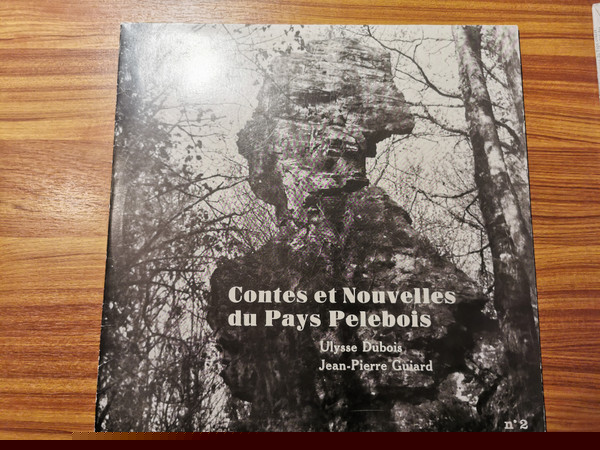 Contes et Nouvelles
du Pays Pelebois
Ulysse Dubois
Jean-Pierre Guiard
n° 2